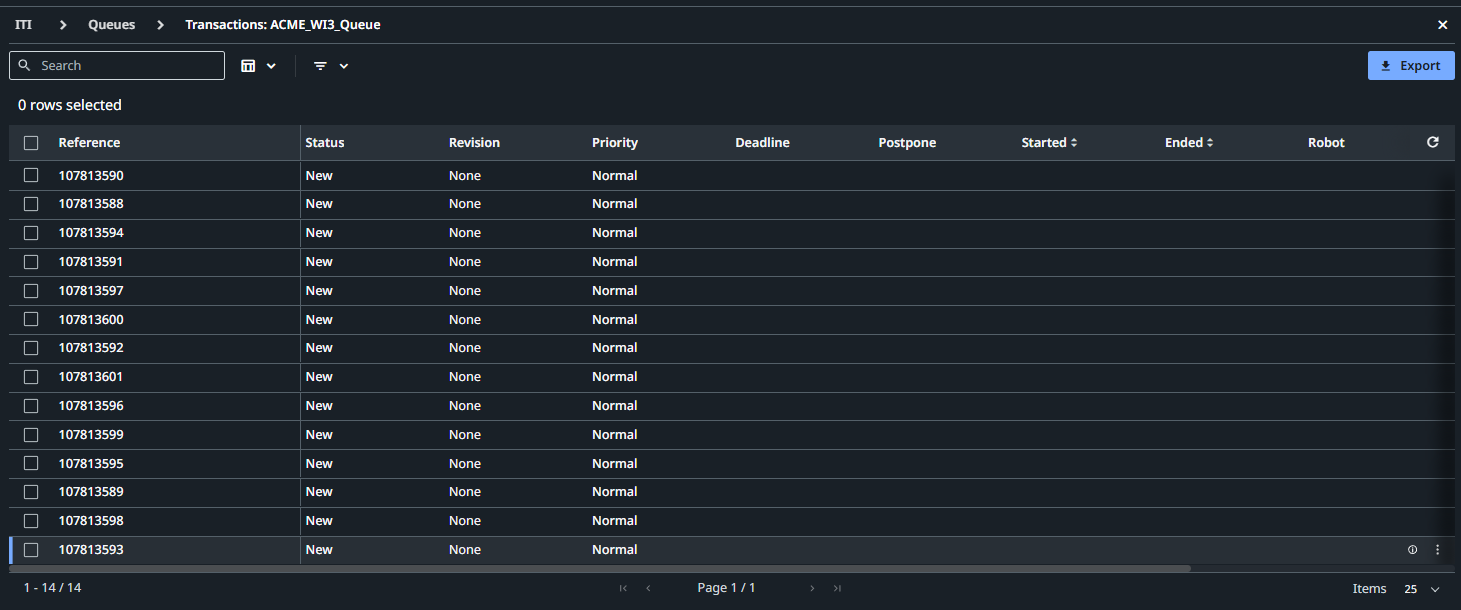 ITI > Queues > Transactions: ACME_WI3_Queue
Search
Export
0 rows selected
Reference Status Revision Priority Deadline Postpone Started Ended Robot
107813590 New None Normal
107813588 New None Normal
107813594 New None Normal
107813591 New None Normal
107813597 New None Normal
107813600 New None Normal
107813592 New None Normal
107813601 New None Normal
107813596 New None Normal
107813599 New None Normal
107813595 New None Normal
107813589 New None Normal
107813598 New None Normal
107813593 New None Normal
1 - 14 / 14 Page 1 / 1 Items 25